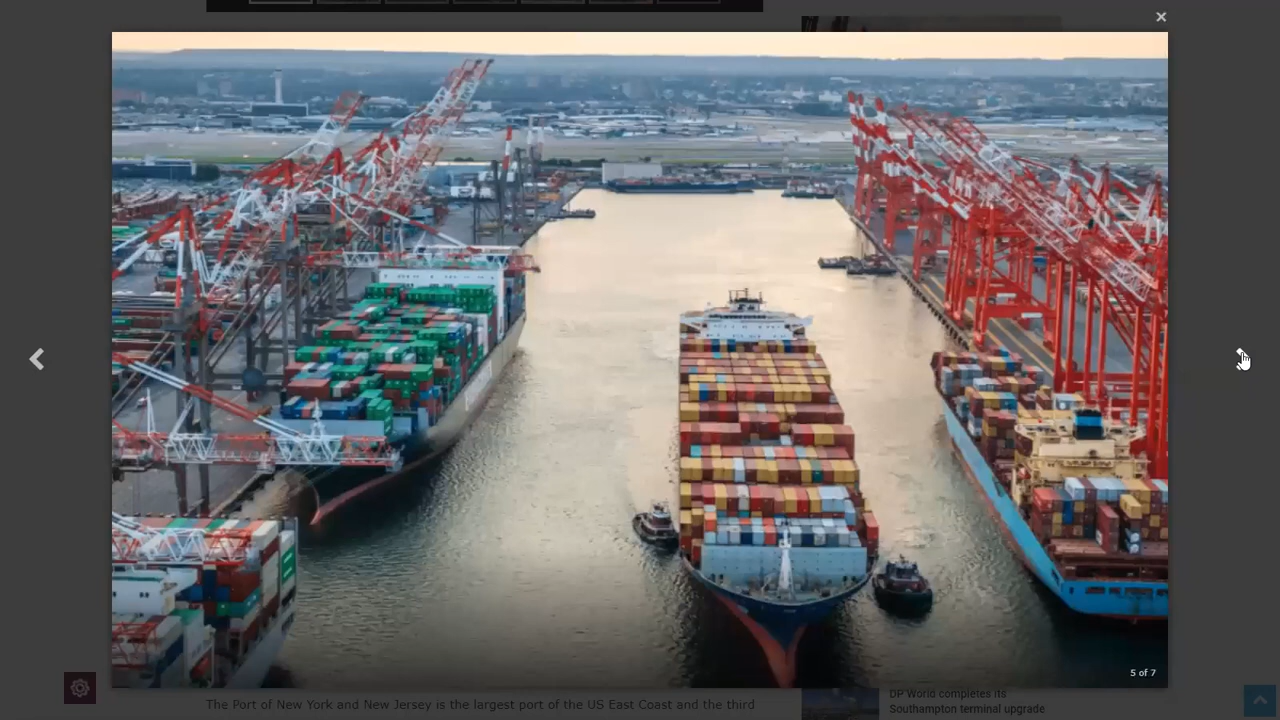 ×
5 of 7
The Port of New York and New Jersey is the largest port of the US East Coast and the third
DP World completes its
Southampton terminal upgrade